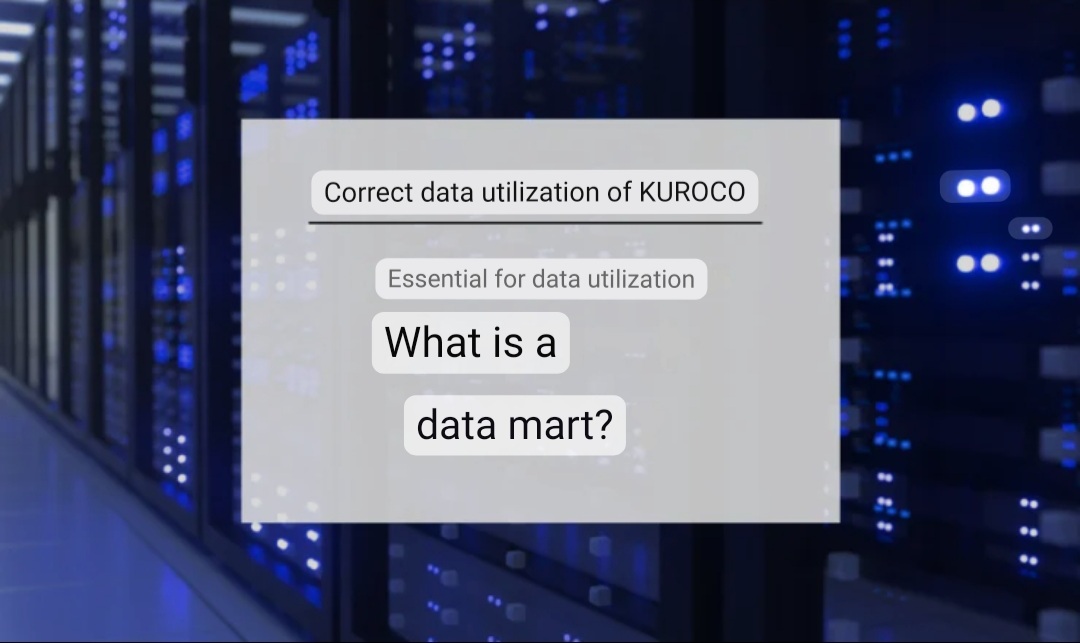 Correct data utilization of KUROCO
Essential for data utilization
What is a
data mart?